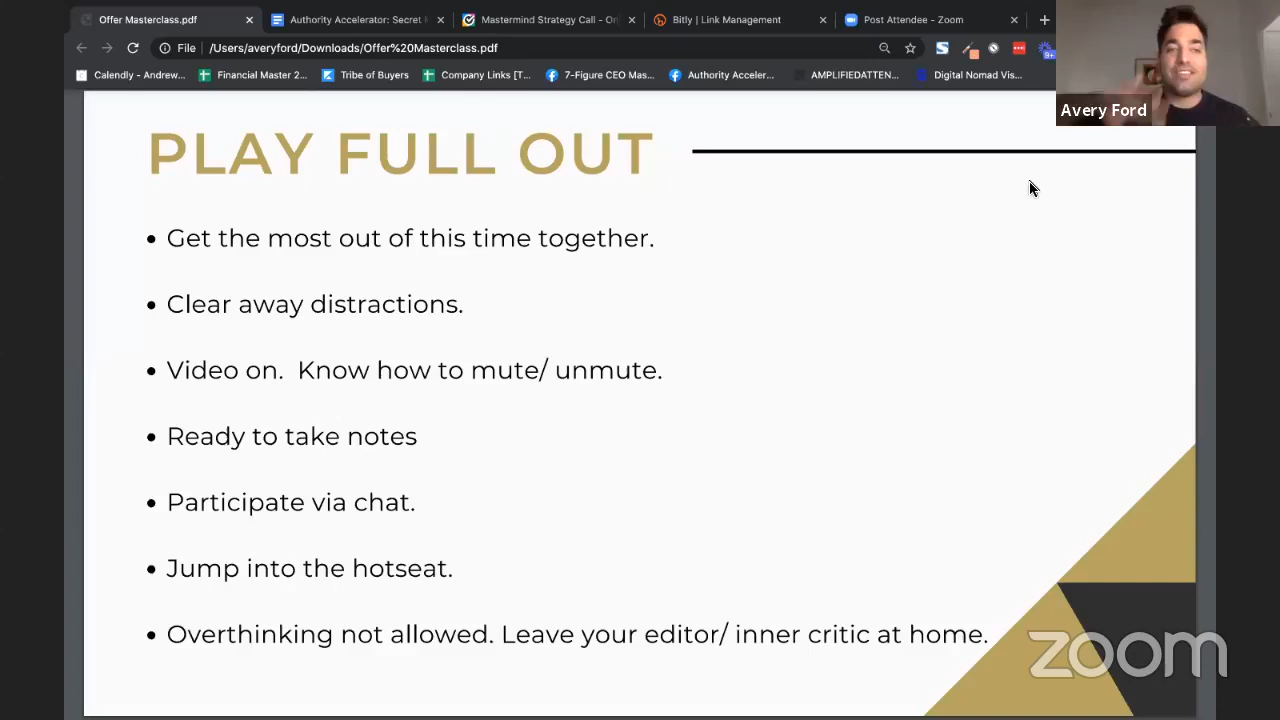 Offer Masterclass.pdf
Authority Accelerator: Secret
Mastermind Strategy Call - On
Bitly | Link Management
Post Attendee - Zoom
File
/Users/averyford/Downloads/Offer%20Masterclass.pdf
9+
Calendly - Andrew...
Financial Master 2...
Tribe of Buyers
Company Links [T...
7-Figure CEO Mas...
Authority Acceler...
AMPLIFIEDATTEN...
Digital Nomad Vis...
Avery Ford
PLAY FULL OUT
• Get the most out of this time together.
• Clear away distractions.
• Video on.  Know how to mute/ unmute.
• Ready to take notes
• Participate via chat.
• Jump into the hotseat.
• Overthinking not allowed. Leave your editor/ inner critic at home.
zoom